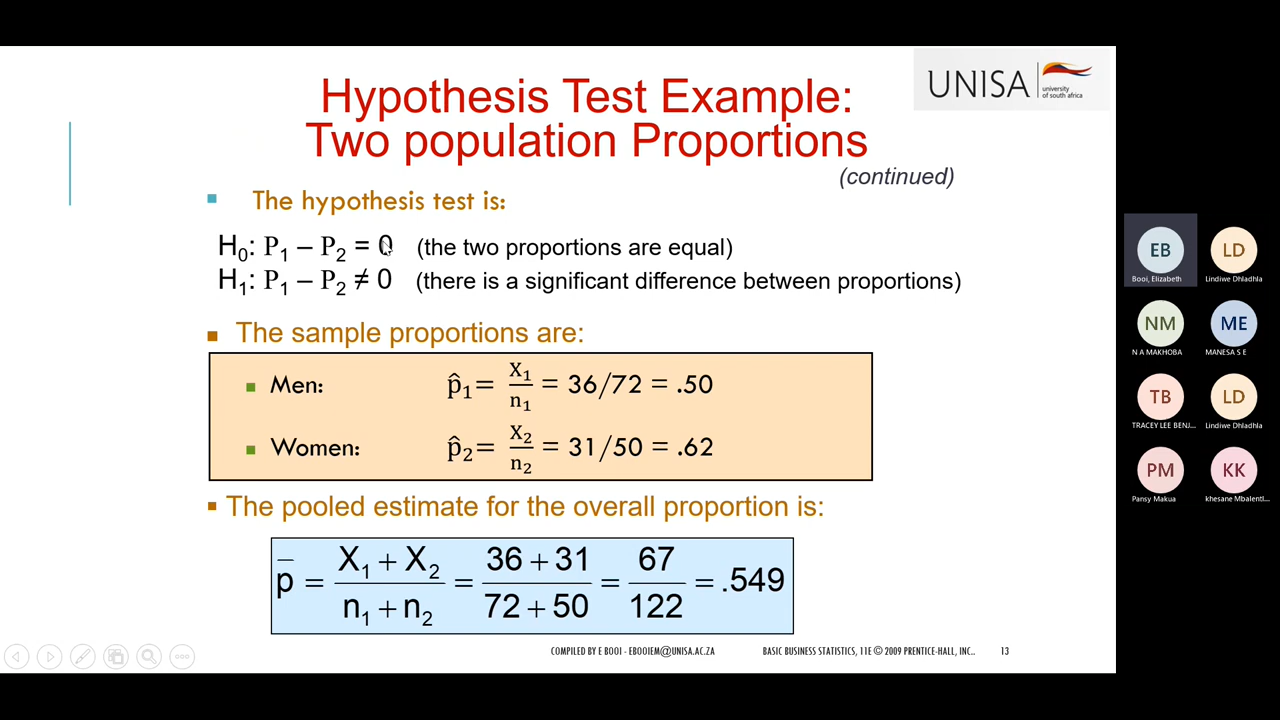 Hypothesis Test Example:
Two population Proportions
UNISA
university
of south africa
(continued)
The hypothesis test is:
H₀: P₁ – P₂ = 0 (the two proportions are equal)
H₁: P₁ – P₂ ≠ 0 (there is a significant difference between proportions)
The sample proportions are:
Men: p̂₁= X₁/n₁ = 36/72 = .50
Women: p̂₂= X₂/n₂ = 31/50 = .62
The pooled estimate for the overall proportion is:
p̄ = (X₁ + X₂)/(n₁ + n₂) = (36 + 31)/(72 + 50) = 67/122 = .549
COMPILED BY E BOOI - EBOOIEM@UNISA.AC.ZA BASIC BUSINESS STATISTICS, 11E © 2009 PRENTICE-HALL, INC.. 13
EB LD
Booi, Elizabeth Lindiwe Dhladhla
NM ME
N A MAKHOBA MANESA S E
TB LD
TRACEY LEE BENJ... Lindiwe Dhladhla
PM KK
Pansy Makua khesane Mbalentl...